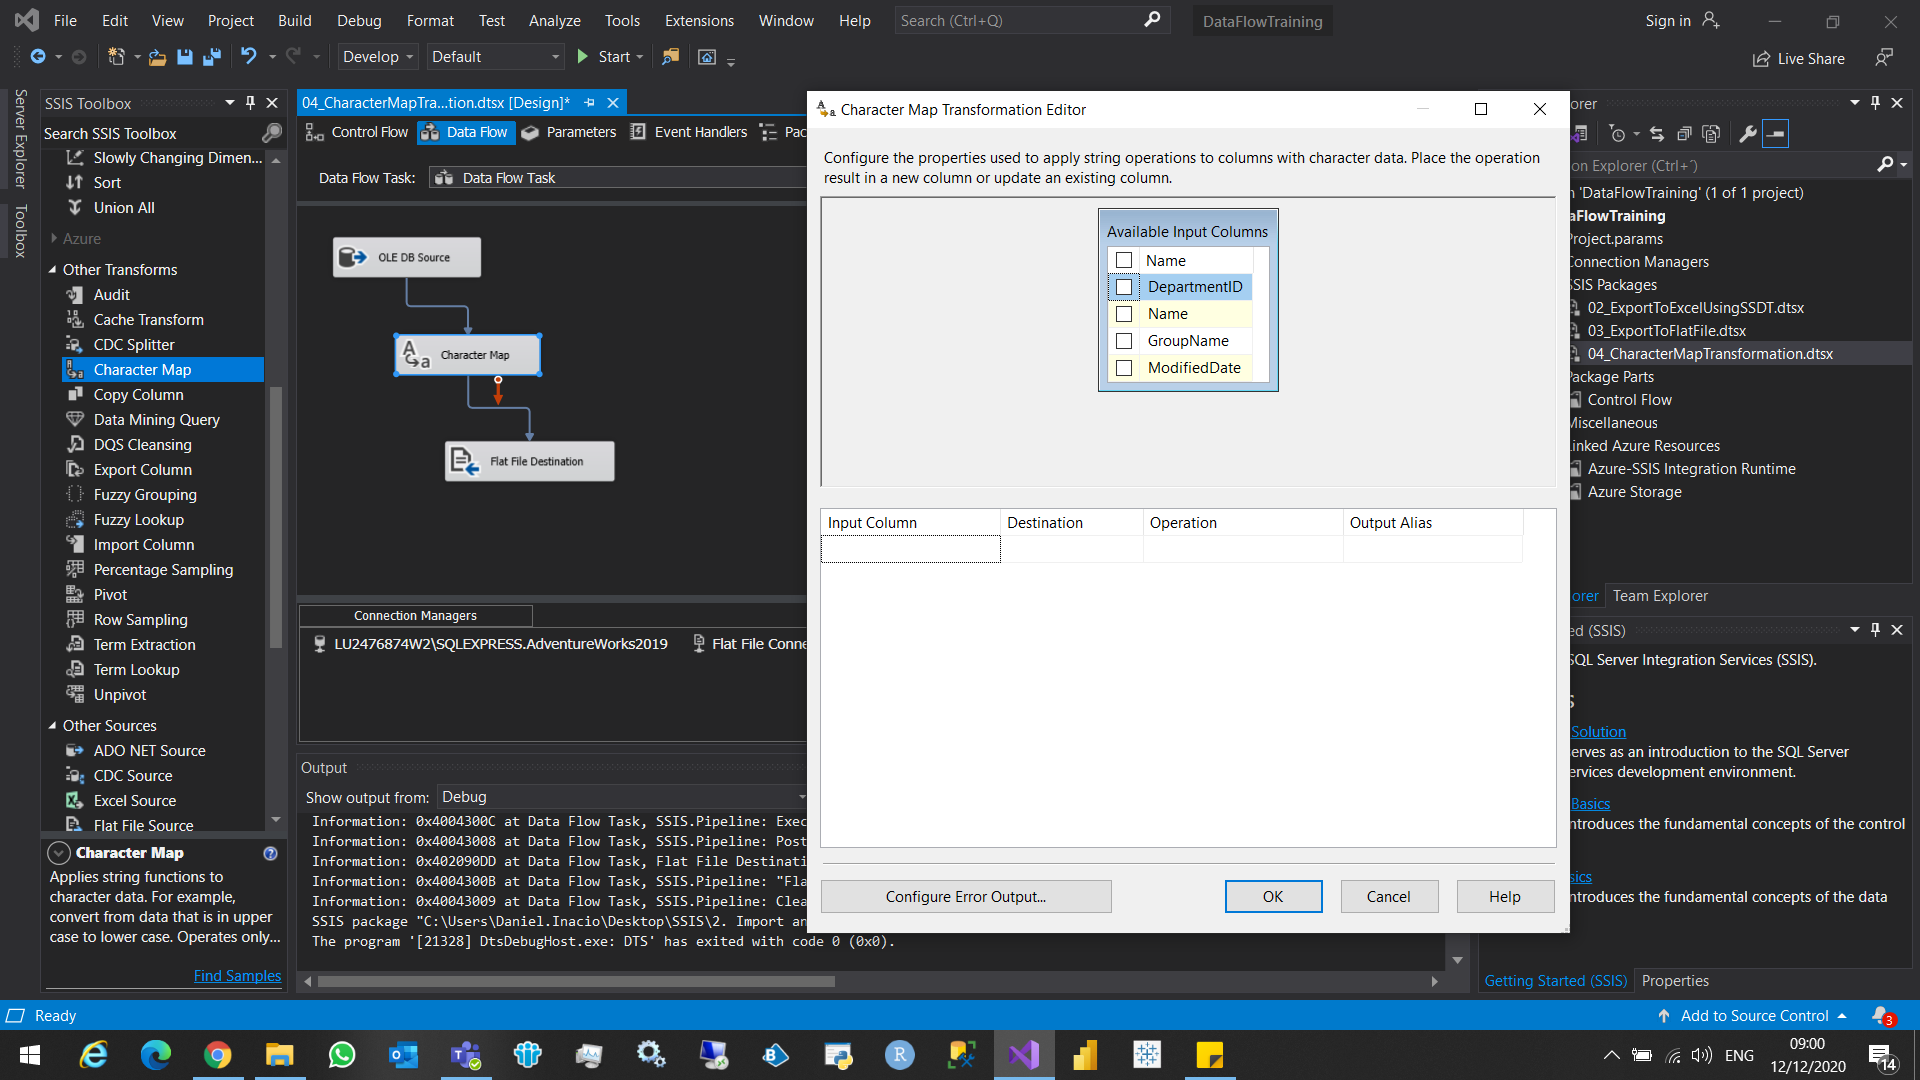 File Edit View Project Build Debug Format Test Analyze Tools Extensions Window Help Search (Ctrl+Q) DataFlowTraining Sign in
Develop Default Start Live Share
Server Explorer
Toolbox
SSIS Toolbox
Search SSIS Toolbox
Slowly Changing Dimen...
Sort
Union All
Azure
Other Transforms
Audit
Cache Transform
CDC Splitter
Character Map
Copy Column
Data Mining Query
DQS Cleansing
Export Column
Fuzzy Grouping
Fuzzy Lookup
Import Column
Percentage Sampling
Pivot
Row Sampling
Term Extraction
Term Lookup
Unpivot
Other Sources
ADO NET Source
CDC Source
Excel Source
Flat File Source
Character Map
Applies string functions to
character data. For example,
convert from data that is in upper
case to lower case. Operates only...
Find Samples
04_CharacterMapTra...tion.dtsx [Design]*
Control Flow Data Flow Parameters Event Handlers Pac
Data Flow Task: Data Flow Task
OLE DB Source
Character Map
Flat File Destination
Connection Managers
LU2476874W2\SQLEXPRESS.AdventureWorks2019 Flat File Conne
Output
Show output from: Debug
Information: 0x4004300C at Data Flow Task, SSIS.Pipeline: Exec
Information: 0x40043008 at Data Flow Task, SSIS.Pipeline: Post
Information: 0x402090DD at Data Flow Task, Flat File Destinati
Information: 0x4004300B at Data Flow Task, SSIS.Pipeline: "Fla
Information: 0x40043009 at Data Flow Task, SSIS.Pipeline: Clea
SSIS package "C:\Users\Daniel.Inacio\Desktop\SSIS\2. Import an
The program '[21328] DtsDebugHost.exe: DTS' has exited with code 0 (0x0).
Character Map Transformation Editor
Configure the properties used to apply string operations to columns with character data. Place the operation
result in a new column or update an existing column.
Available Input Columns
Name
DepartmentID
Name
GroupName
ModifiedDate
Input Column Destination Operation Output Alias
Configure Error Output... OK Cancel Help
orer
on Explorer (Ctrl+´)
n 'DataFlowTraining' (1 of 1 project)
aFlowTraining
Project.params
Connection Managers
SSIS Packages
02_ExportToExcelUsingSSDT.dtsx
03_ExportToFlatFile.dtsx
04_CharacterMapTransformation.dtsx
Package Parts
Control Flow
Miscellaneous
inked Azure Resources
Azure-SSIS Integration Runtime
Azure Storage
orer Team Explorer
ed (SSIS)
SQL Server Integration Services (SSIS).
S
Solution
erves as an introduction to the SQL Server
ervices development environment.
Basics
ntroduces the fundamental concepts of the control
sics
ntroduces the fundamental concepts of the data
Getting Started (SSIS) Properties
Ready Add to Source Control 3
ENG 09:00
12/12/2020 14